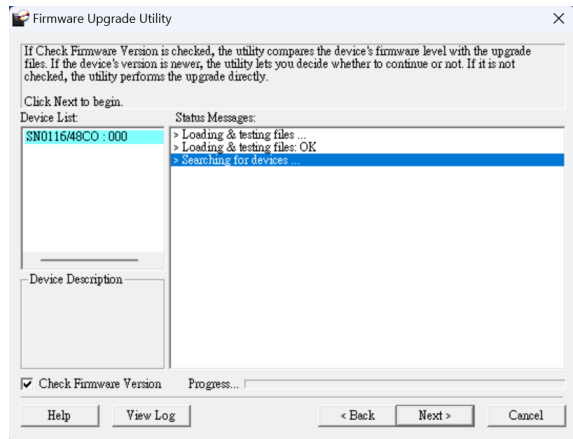 Firmware Upgrade Utility
If Check Firmware Version is checked, the utility compares the device's firmware level with the upgrade
files. If the device's version is newer, the utility lets you decide whether to continue or not. If it is not
checked, the utility performs the upgrade directly.
Click Next to begin.
Device List:
Status Messages:
SN0116/48CO : 000
> Loading & testing files ...
> Loading & testing files: OK
> Searching for devices ...
Device Description
Check Firmware Version
Progress...
Help
View Log
< Back
Next >
Cancel